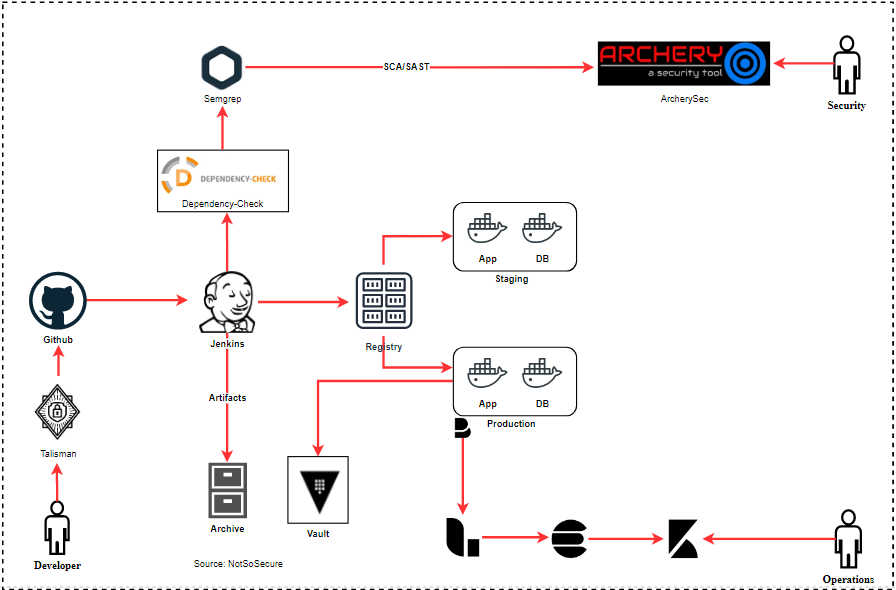 SCA/SAST
ARCHERY
a security tool
Semgrep
ArcherySec
Security
D
DEPENDENCY-CHECK
Dependency-Check
App
DB
Staging
Github
Jenkins
Registry
Artifacts
App
DB
Production
Talisman
Archive
Vault
Developer
Source: NotSoSecure
Operations